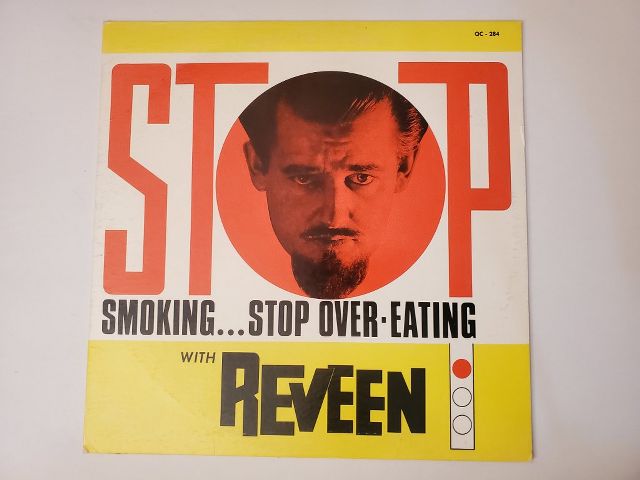 QC - 284
STOP
SMOKING...STOP OVER-EATING
WITH REVEEN